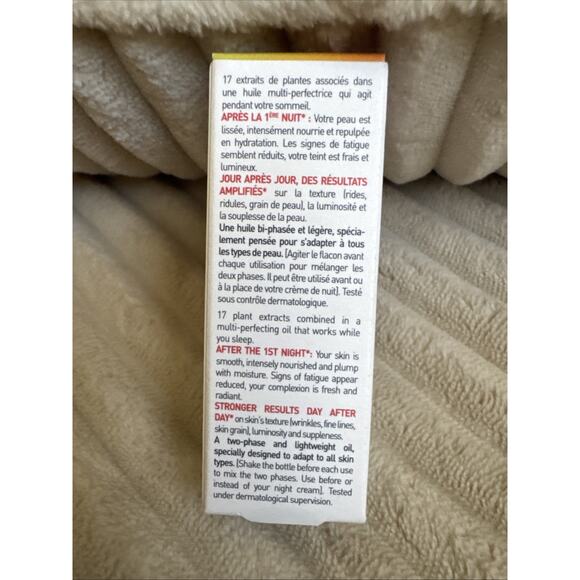 17 extraits de plantes associés dans
une huile multi-perfectrice qui agit
pendant votre sommeil.
APRÈS LA 1ÈRE NUIT* : Votre peau est
lissée, intensément nourrie et repulpée
en hydratation. Les signes de fatigue
semblent réduits, votre teint est frais et
lumineux.
JOUR APRÈS JOUR, DES RÉSULTATS
AMPLIFIÉS* sur la texture (rides,
ridules, grain de peau), la luminosité et
la souplesse de la peau.
Une huile bi-phasée et légère, spécia-
lement pensée pour s'adapter à tous
les types de peau. [Agiter le flacon avant
chaque utilisation pour mélanger les
deux phases. Il peut être utilisé avant ou
à la place de votre crème de nuit]. Testé
sous contrôle dermatologique.
17 plant extracts combined in a
multi-perfecting oil that works while
you sleep.
AFTER THE 1ST NIGHT*: Your skin is
smooth, intensely nourished and plump
with moisture. Signs of fatigue appear
reduced, your complexion is fresh and
radiant.
STRONGER RESULTS DAY AFTER
DAY* on skin's texture (wrinkles, fine lines,
skin grain), luminosity and suppleness.
A two-phase and lightweight oil,
specially designed to adapt to all skin
types. [Shake the bottle before each use
to mix the two phases. Use before or
instead of your night cream]. Tested
under dermatological supervision.